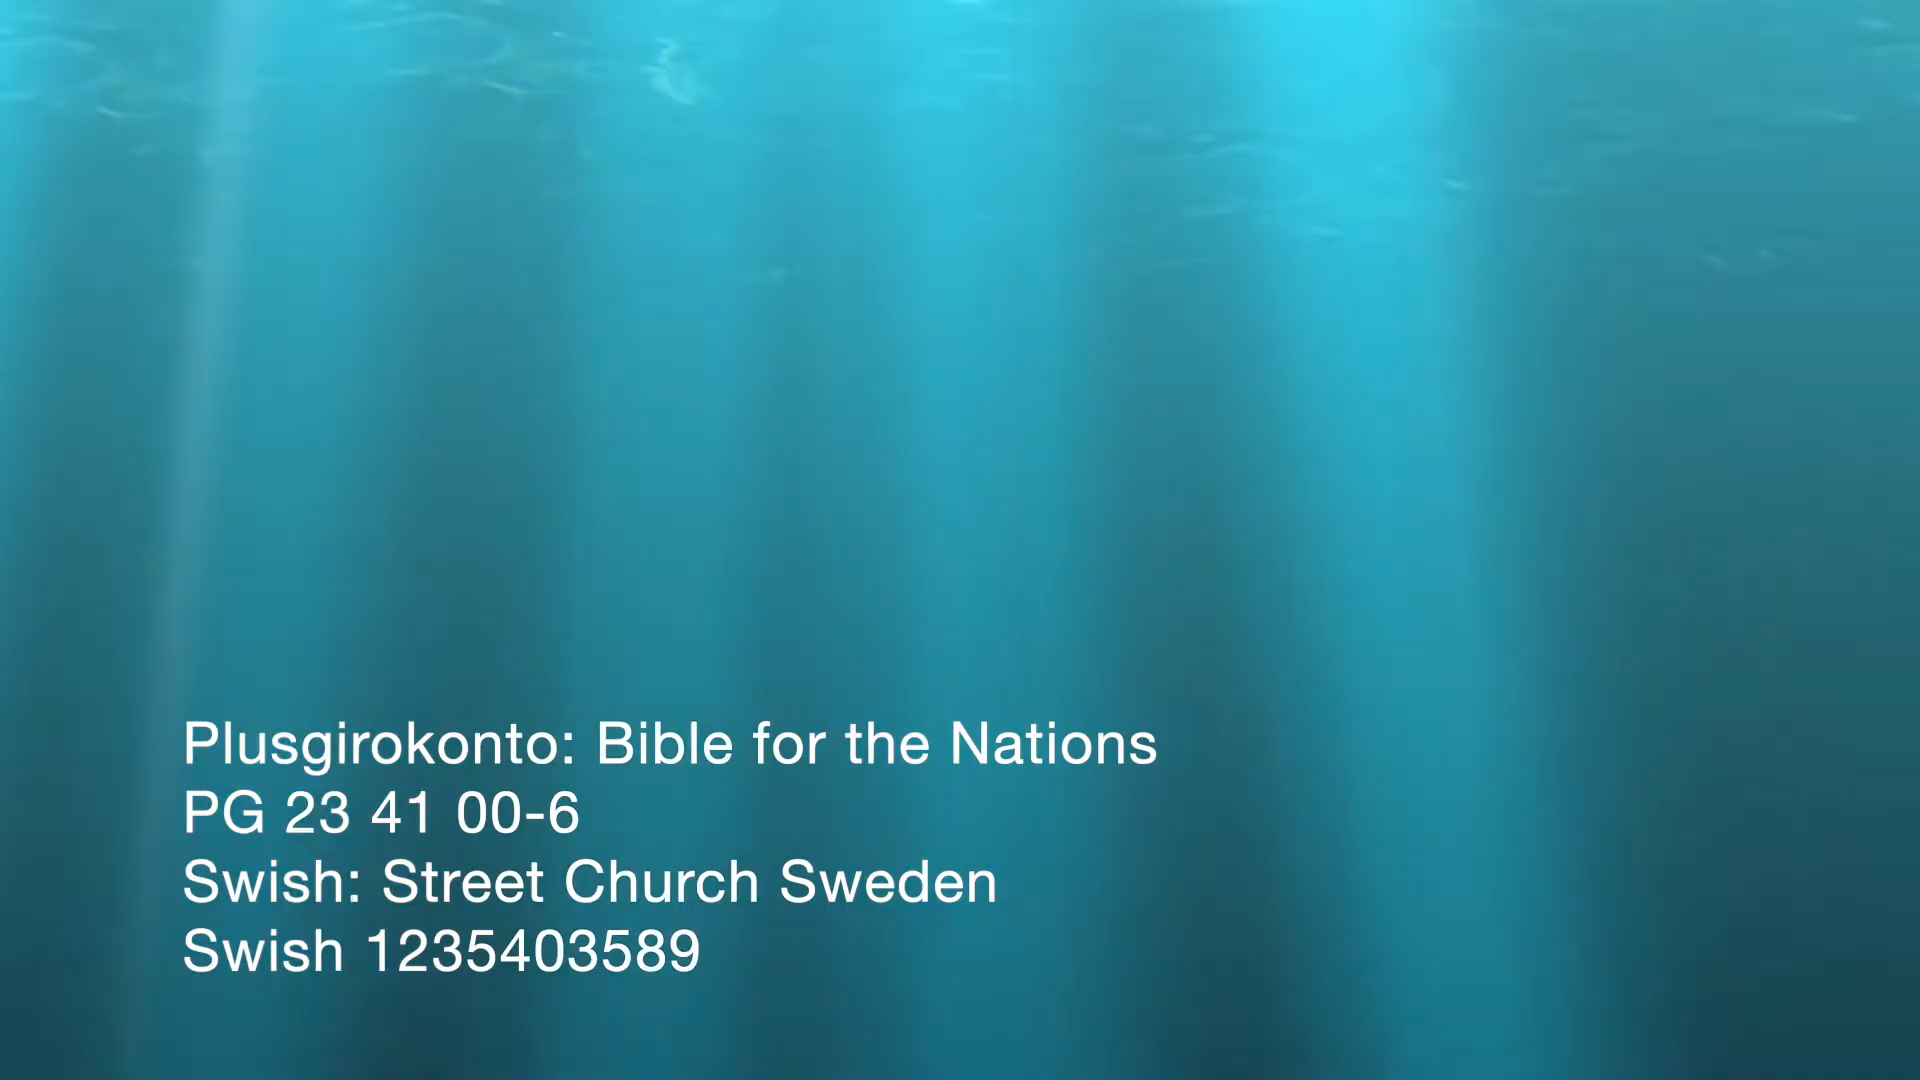 Plusgirokonto: Bible for the Nations
PG 23 41 00-6
Swish: Street Church Sweden
Swish 1235403589